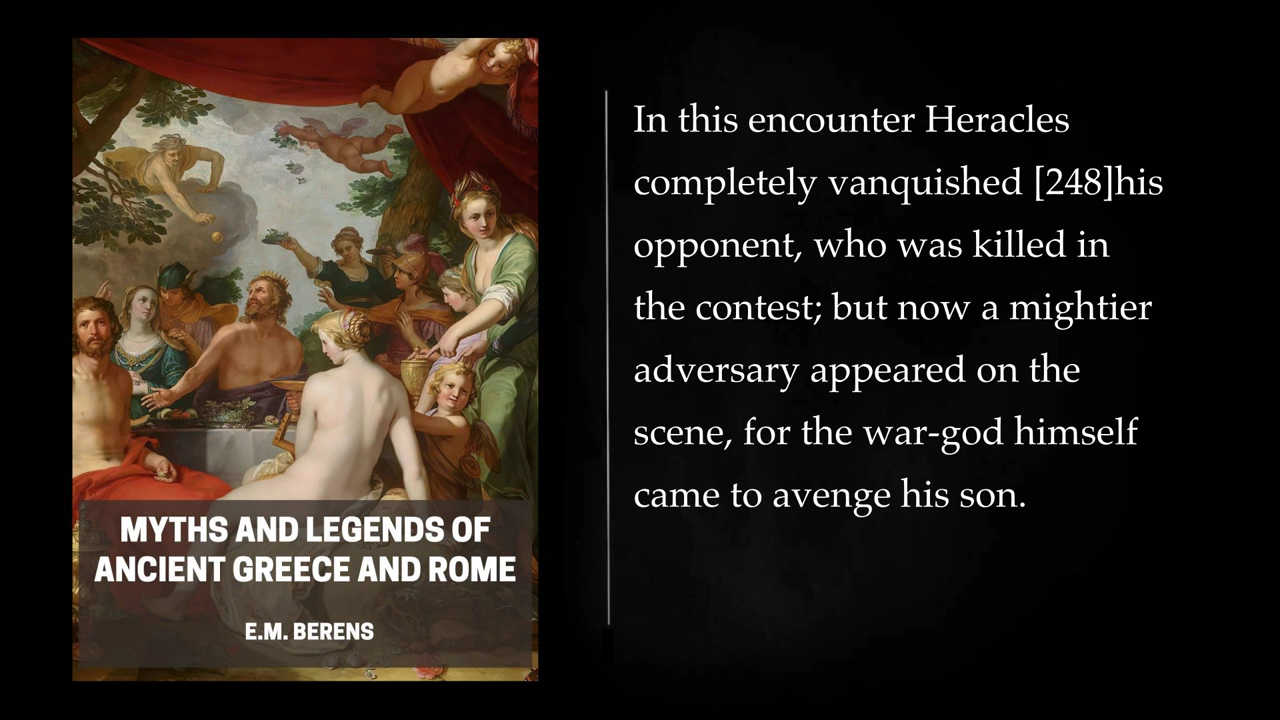 MYTHS AND LEGENDS OF
ANCIENT GREECE AND ROME
E.M. BERENS
In this encounter Heracles
completely vanquished [248]his
opponent, who was killed in
the contest; but now a mightier
adversary appeared on the
scene, for the war-god himself
came to avenge his son.